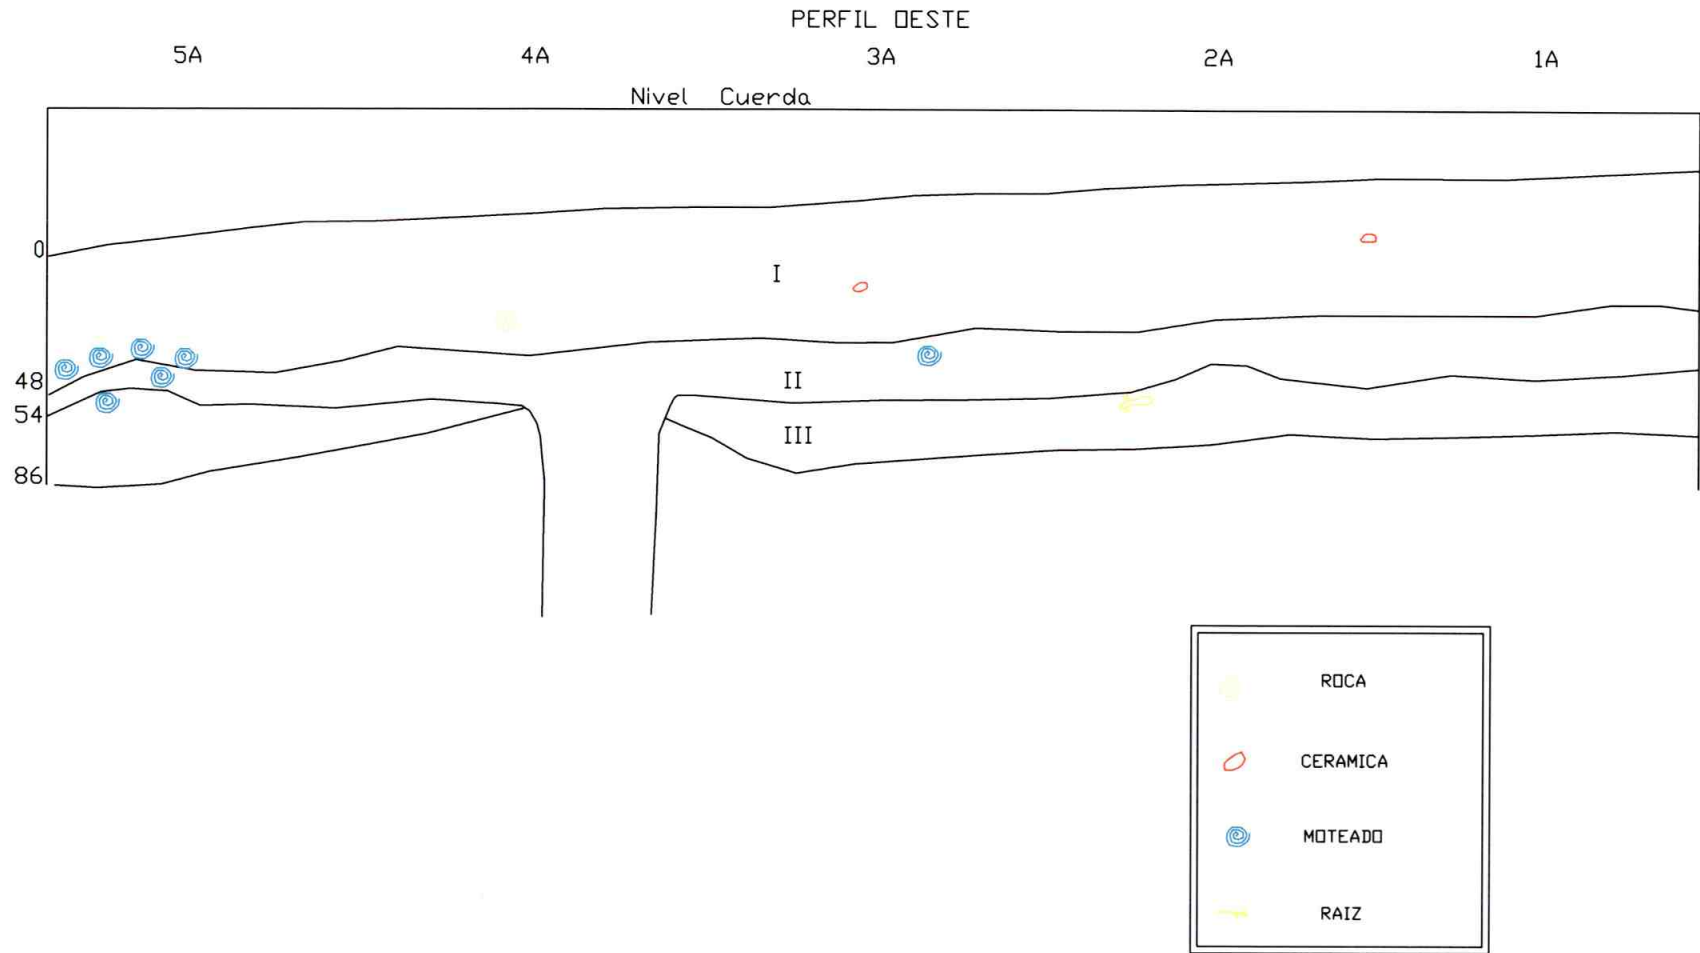 PERFIL OESTE
5A 4A 3A 2A 1A
Nivel Cuerda
0
I
48
II
54
III
86
ROCA
CERAMICA
MOTEADO
RAIZ